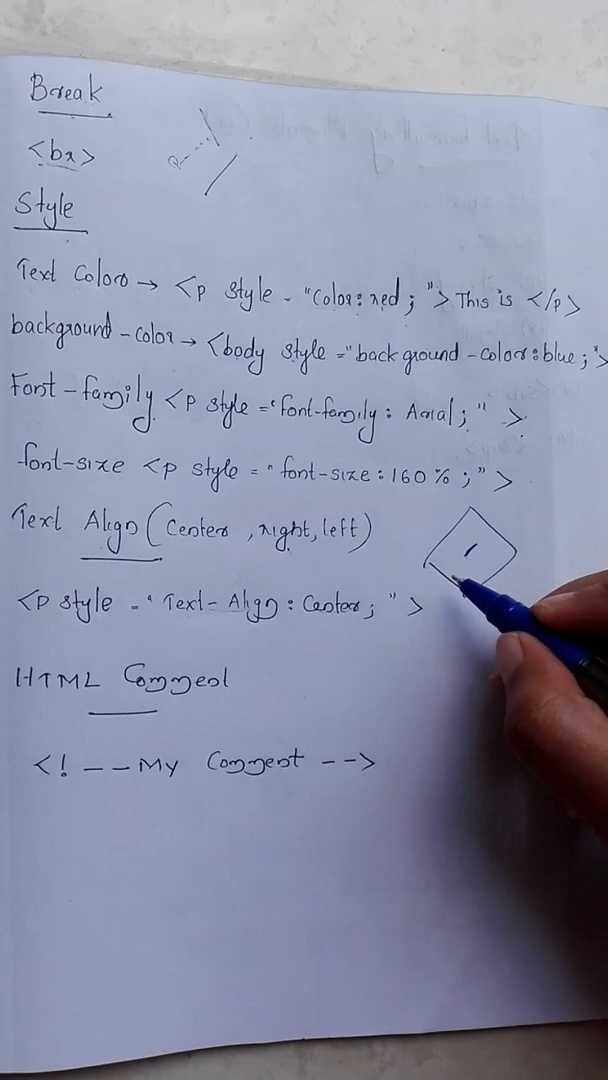 Break
<br>
Style
Text Color → <p style = "Color: red ; "> This is </p>
background-color → <body style = "background-color: blue ; ">
Font-family <p style = "font-family: Arial; " >
font-size <p style = " font-size: 160% ;" >
Text Align (Center, right, left)
<p style = " Text-Align: Center; " >
HTML Comment
<! -- My Comment -->